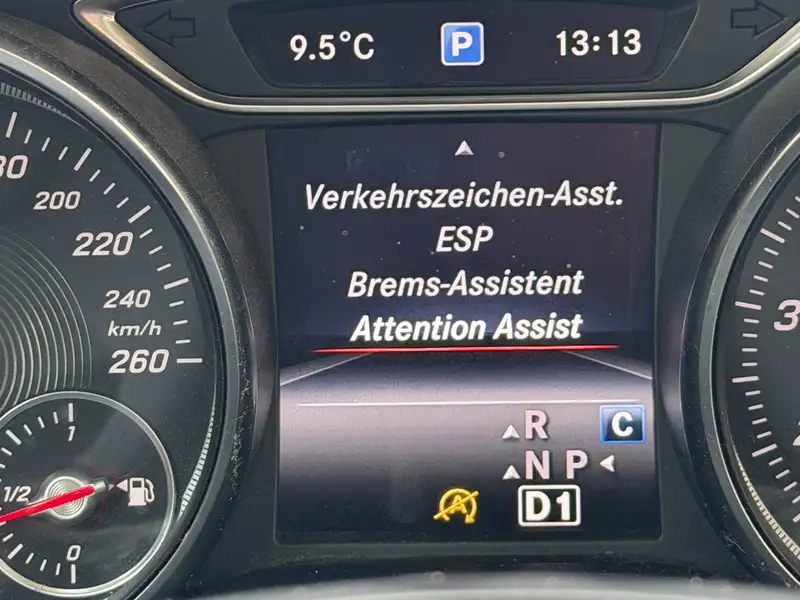 9.5°C P 13:13
Verkehrszeichen-Asst.
ESP
Brems-Assistent
Attention Assist
200
220
240
km/h
260
1
1/2
0
R C
N P
D1